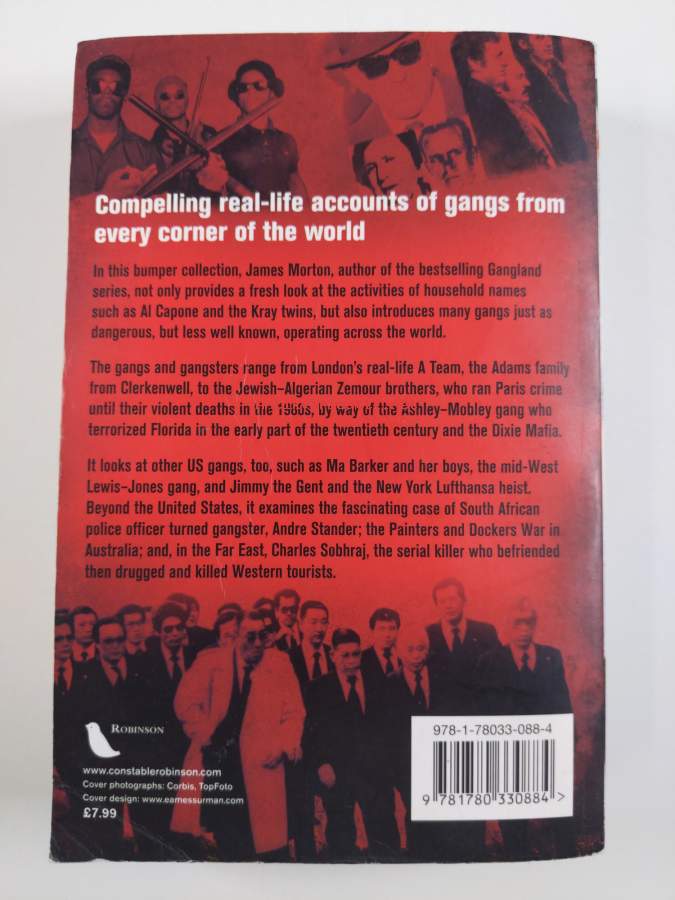 Compelling real-life accounts of gangs from
every corner of the world
In this bumper collection, James Morton, author of the bestselling Gangland
series, not only provides a fresh look at the activities of household names
such as Al Capone and the Kray twins, but also introduces many gangs just as
dangerous, but less well known, operating across the world.
The gangs and gangsters range from London's real-life A Team, the Adams family
from Clerkenwell, to the Jewish–Algerian Zemour brothers, who ran Paris crime
until their violent deaths in the 1980s, by way of the Ashley–Mobley gang who
terrorized Florida in the early part of the twentieth century and the Dixie Mafia.
It looks at other US gangs, too, such as Ma Barker and her boys, the mid-West
Lewis–Jones gang, and Jimmy the Gent and the New York Lufthansa heist.
Beyond the United States, it examines the fascinating case of South African
police officer turned gangster, Andre Stander; the Painters and Dockers War in
Australia; and, in the Far East, Charles Sobhraj, the serial killer who befriended
then drugged and killed Western tourists.
ROBINSON
www.constablerobinson.com
Cover photographs: Corbis, TopFoto
Cover design: www.eamessurman.com
£7.99
978-1-78033-088-4
9 781780 330884 >